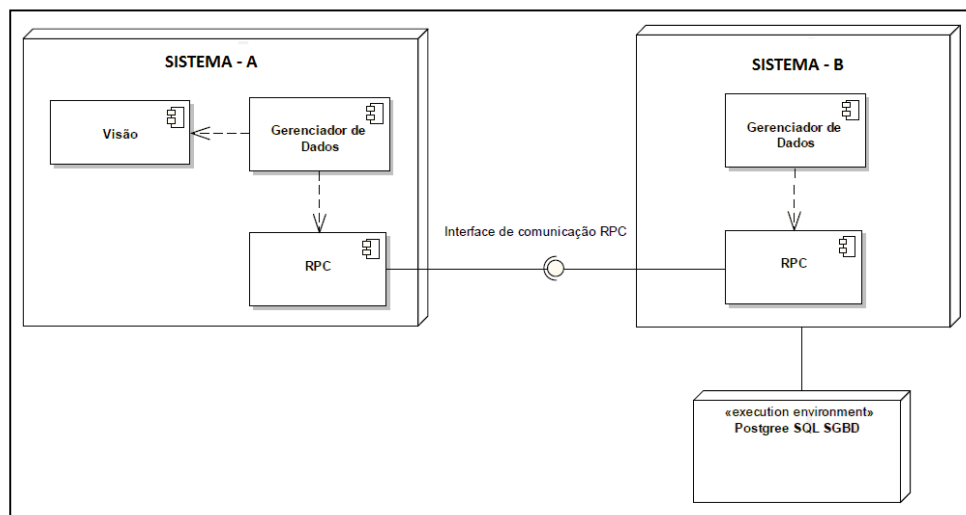 SISTEMA - A
Visão
Gerenciador de
Dados
RPC
Interface de comunicação RPC
SISTEMA - B
Gerenciador de
Dados
RPC
«execution environment»
Postgree SQL SGBD